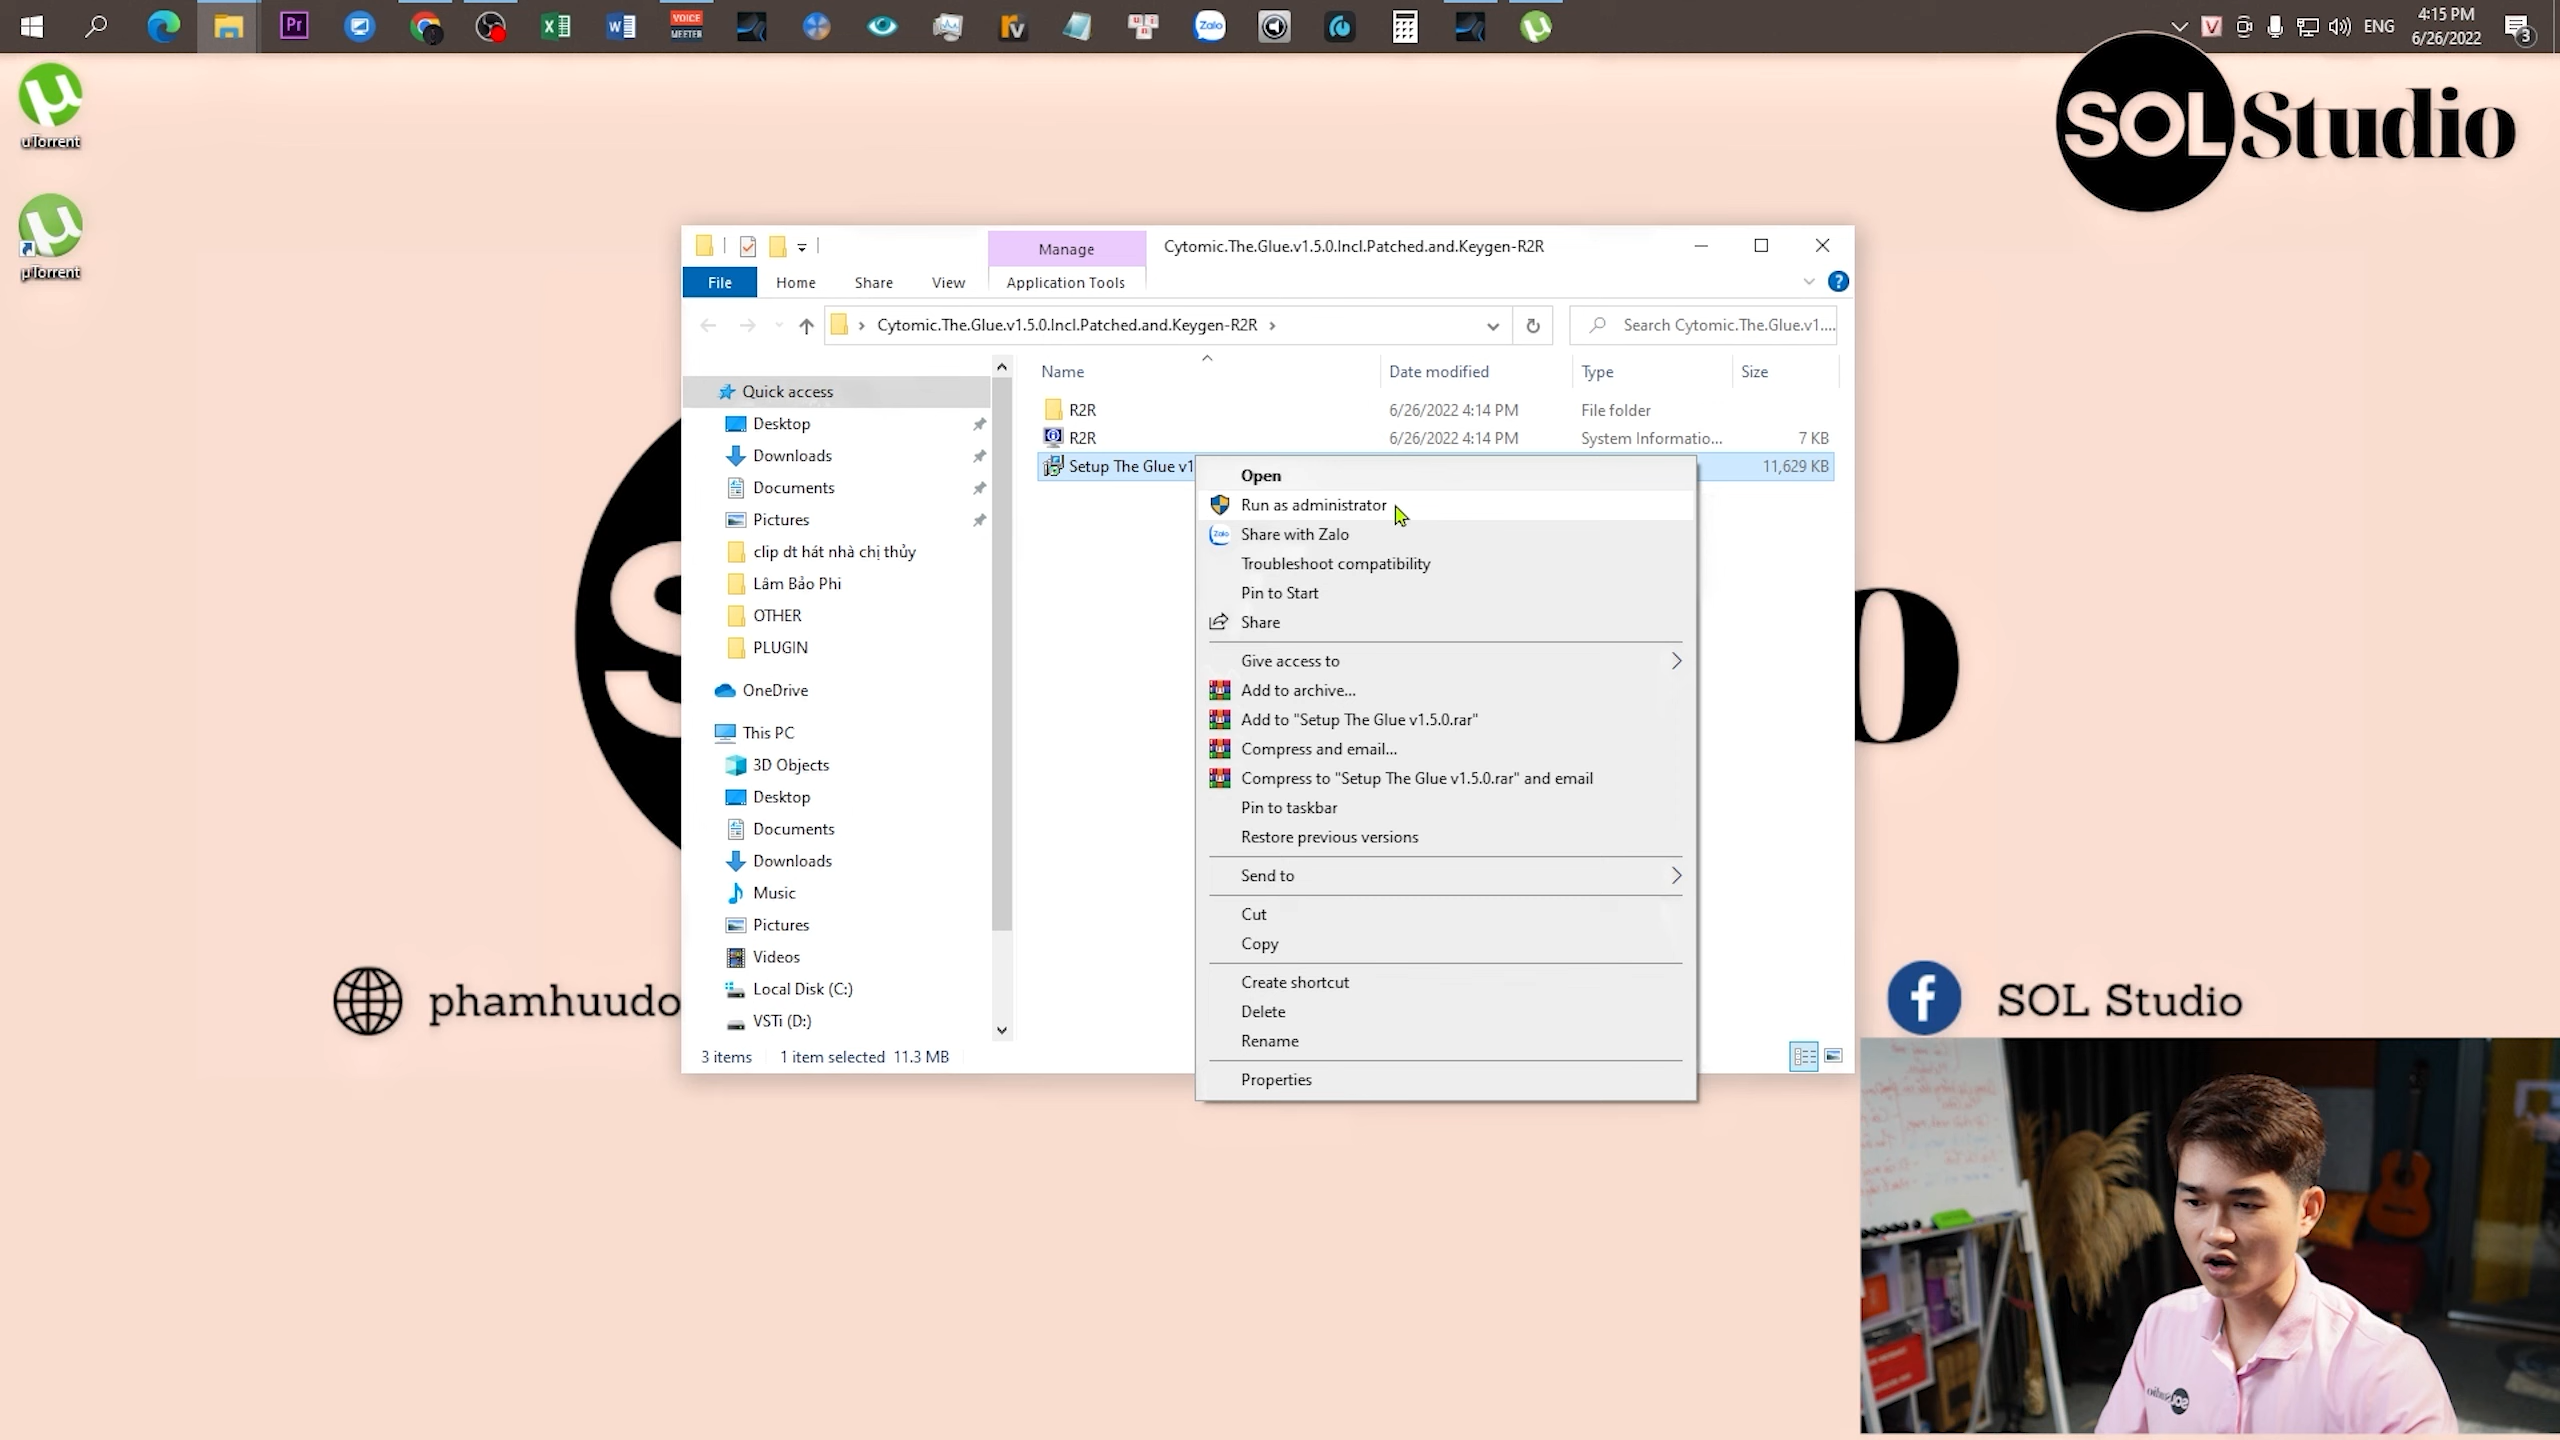 Pr
VOICE
MEETER
Zalo
V
ENG
4:15 PM
6/26/2022
3
uTorrent
µTorrent
SOL Studio
Manage
Cytomic.The.Glue.v1.5.0.Incl.Patched.and.Keygen-R2R
File
Home
Share
View
Application Tools
Cytomic.The.Glue.v1.5.0.Incl.Patched.and.Keygen-R2R
Search Cytomic.The.Glue.v1....
Name
Date modified
Type
Size
R2R
6/26/2022 4:14 PM
File folder
R2R
6/26/2022 4:14 PM
System Informatio...
7 KB
Setup The Glue v1
11,629 KB
Quick access
Desktop
Downloads
Documents
Pictures
clip dt hát nhà chị thủy
Lâm Bảo Phi
OTHER
PLUGIN
OneDrive
This PC
3D Objects
Desktop
Documents
Downloads
Music
Pictures
Videos
Local Disk (C:)
VSTi (D:)
3 items
1 item selected 11.3 MB
Open
Run as administrator
Share with Zalo
Troubleshoot compatibility
Pin to Start
Share
Give access to
Add to archive...
Add to "Setup The Glue v1.5.0.rar"
Compress and email...
Compress to "Setup The Glue v1.5.0.rar" and email
Pin to taskbar
Restore previous versions
Send to
Cut
Copy
Create shortcut
Delete
Rename
Properties
phamhuudo
SOL Studio